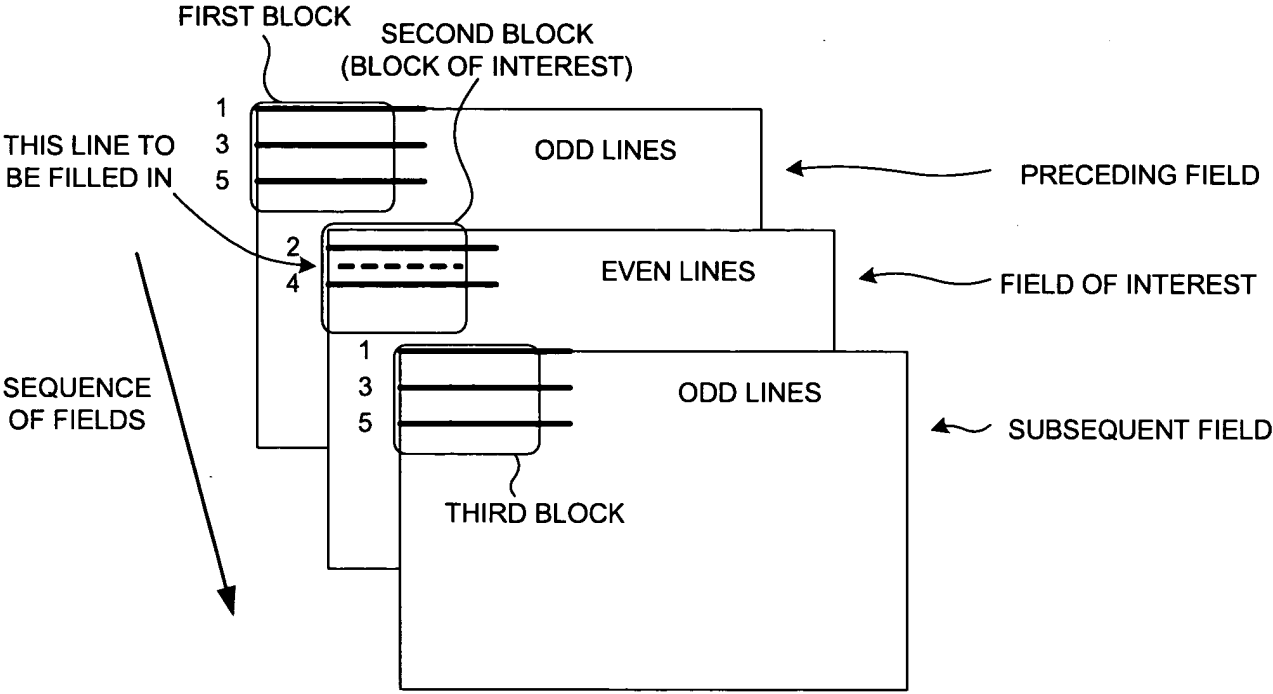 FIRST BLOCK
SECOND BLOCK
(BLOCK OF INTEREST)
1
3
5
THIS LINE TO
BE FILLED IN
ODD LINES
PRECEDING FIELD
2
4
EVEN LINES
FIELD OF INTEREST
1
3
5
SEQUENCE
OF FIELDS
ODD LINES
SUBSEQUENT FIELD
THIRD BLOCK